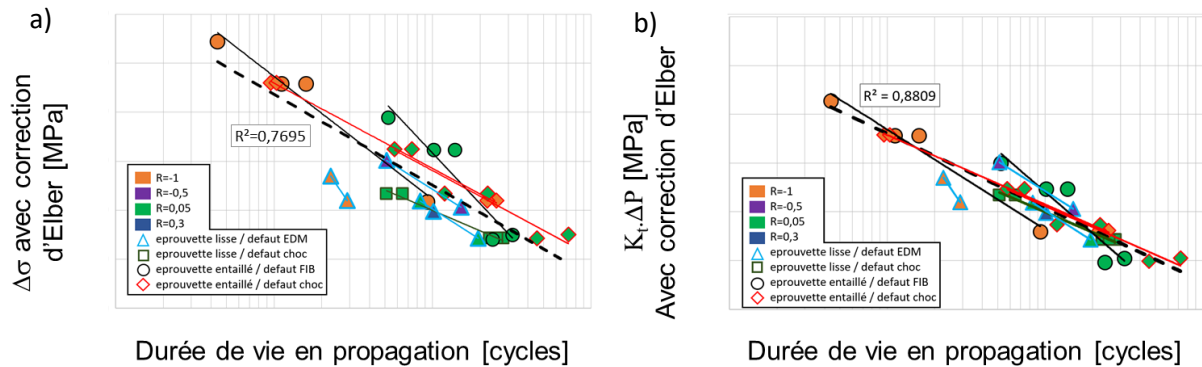 a)
Δσ avec correction
d'Elber [MPa]
R²=0,7695
R=-1
R=-0,5
R=0,05
R=0,3
eprouvette lisse / defaut EDM
eprouvette lisse / defaut choc
eprouvette entaillé / defaut FIB
eprouvette entaillé / defaut choc
Durée de vie en propagation [cycles]
b)
Kt.ΔP [MPa]
Avec correction d'Elber
R² = 0,8809
R=-1
R=-0,5
R=0,05
R=0,3
eprouvette lisse / defaut EDM
eprouvette lisse / defaut choc
eprouvette entaillé / defaut FIB
eprouvette entaillé / defaut choc
Durée de vie en propagation [cycles]